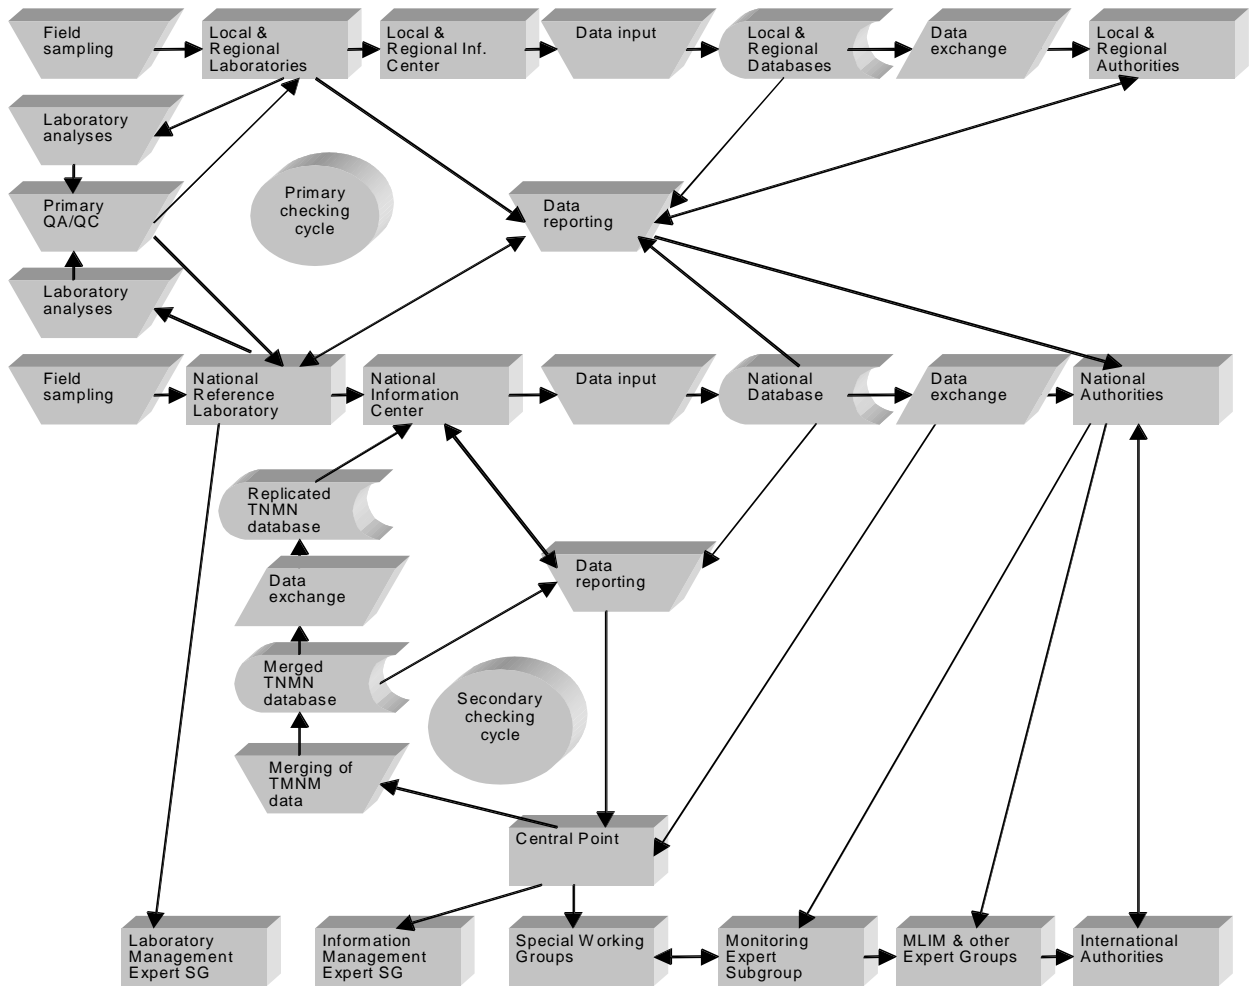 Field
sampling
Local &
Regional
Laboratories
Local &
Regional Inf.
Center
Data input
Local &
Regional
Databases
Data
exchange
Local &
Regional
Authorities
Laboratory
analyses
Primary
QA/QC
Primary
checking
cycle
Data
reporting
Laboratory
analyses
Field
sampling
National
Reference
Laboratory
National
Information
Center
Data input
National
Database
Data
exchange
National
Authorities
Replicated
TNMN
database
Data
exchange
Data
reporting
Merged
TNMN
database
Secondary
checking
cycle
Merging of
TMNM
data
Central Point
Laboratory
Management
Expert SG
Information
Management
Expert SG
Special Working
Groups
Monitoring
Expert
Subgroup
MLIM & other
Expert Groups
International
Authorities